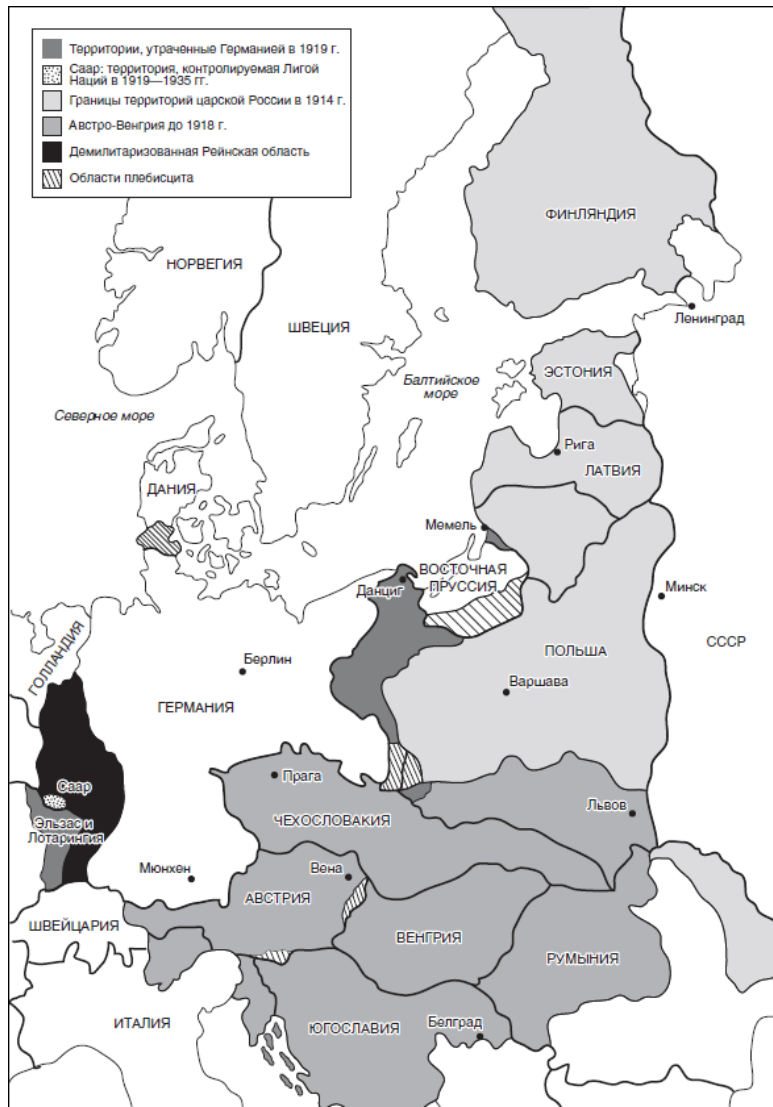 Территории, утраченные Германией в 1919 г.
Саар: территория, контролируемая Лигой
Наций в 1919—1935 гг.
Границы территорий царской России в 1914 г.
Австро-Венгрия до 1918 г.
Демилитаризованная Рейнская область
Области плебисцита
ФИНЛЯНДИЯ
НОРВЕГИЯ
ШВЕЦИЯ
Ленинград
ЭСТОНИЯ
Балтийское
море
Северное море
Рига
ЛАТВИЯ
ДАНИЯ
Мемель
ВОСТОЧНАЯ
ПРУССИЯ
Данциг
Минск
ГОЛЛАНДИЯ
ПОЛЬША
СССР
Берлин
Варшава
ГЕРМАНИЯ
Прага
Саар
Львов
ЧЕХОСЛОВАКИЯ
Эльзас и
Лотарингия
Мюнхен
Вена
АВСТРИЯ
ШВЕЙЦАРИЯ
ВЕНГРИЯ
РУМЫНИЯ
ИТАЛИЯ
ЮГОСЛАВИЯ
Белград